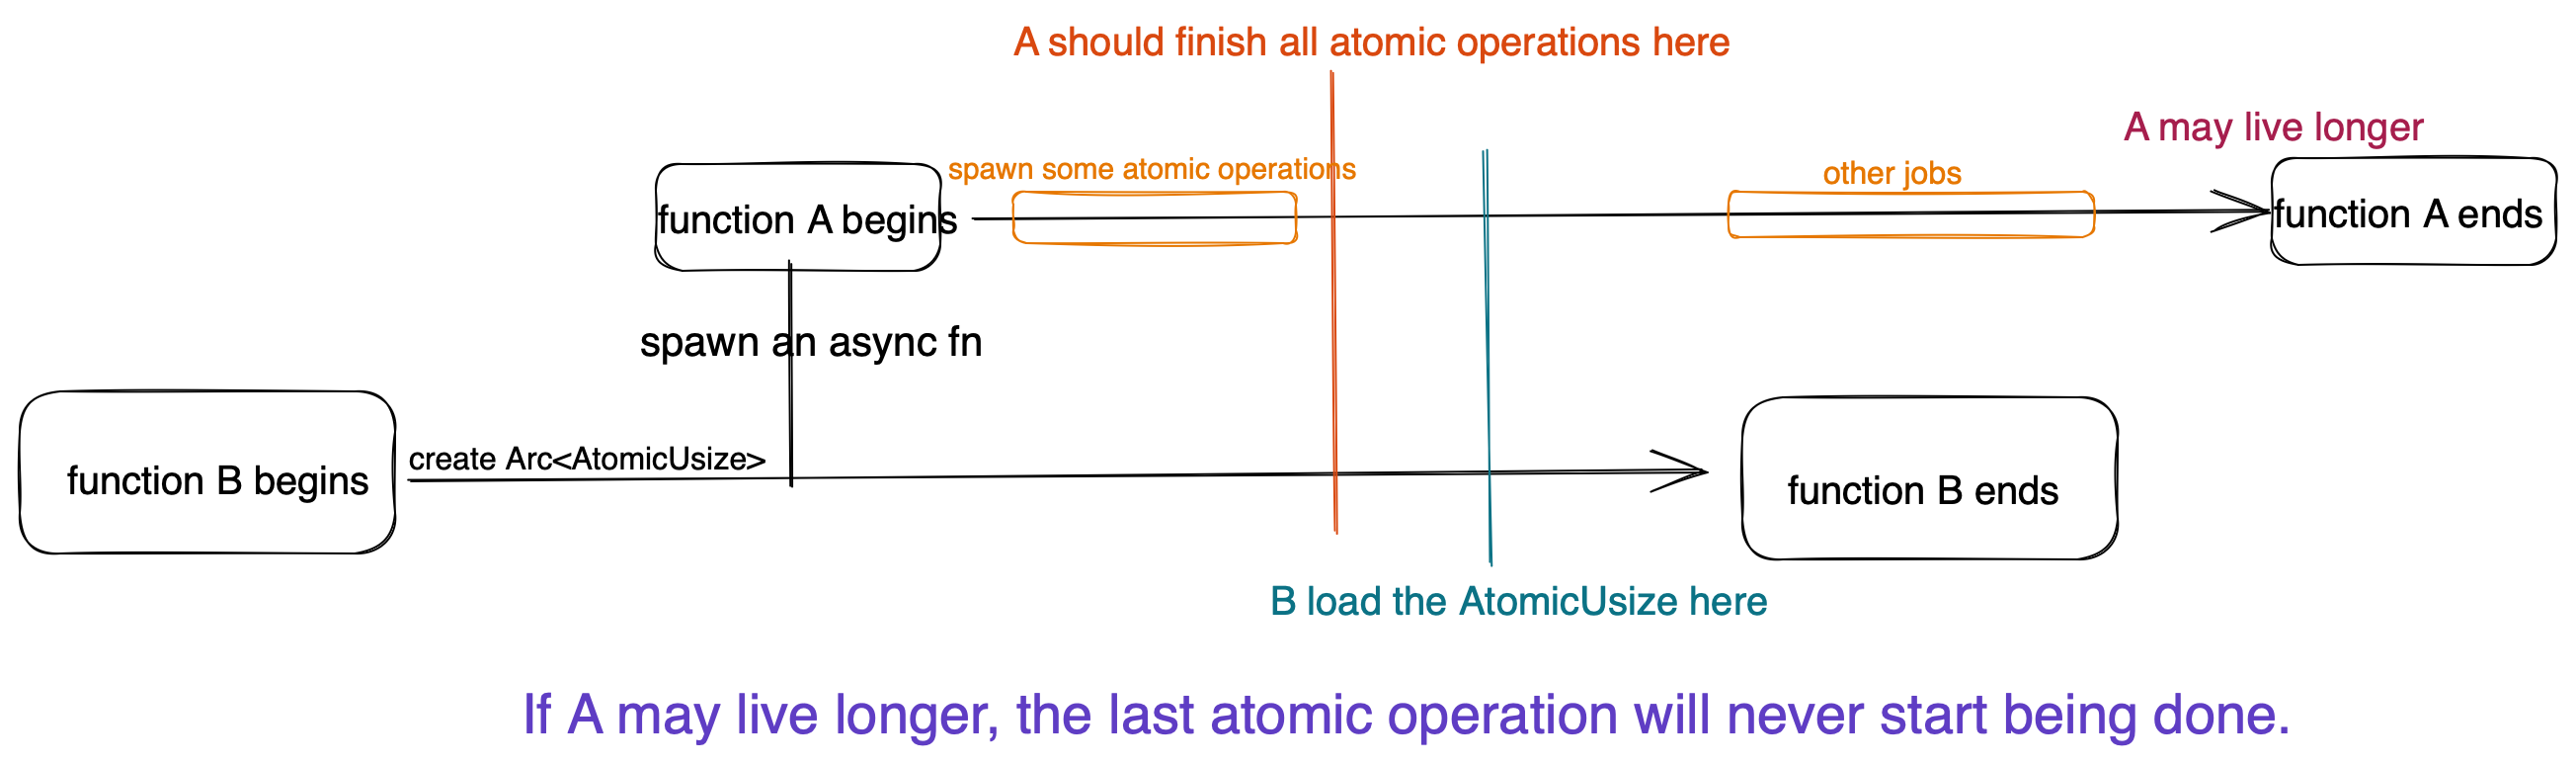 A should finish all atomic operations here
A may live longer
spawn some atomic operations
other jobs
function A begins
function A ends
spawn an async fn
create Arc<AtomicUsize>
function B begins
function B ends
B load the AtomicUsize here
If A may live longer, the last atomic operation will never start being done.